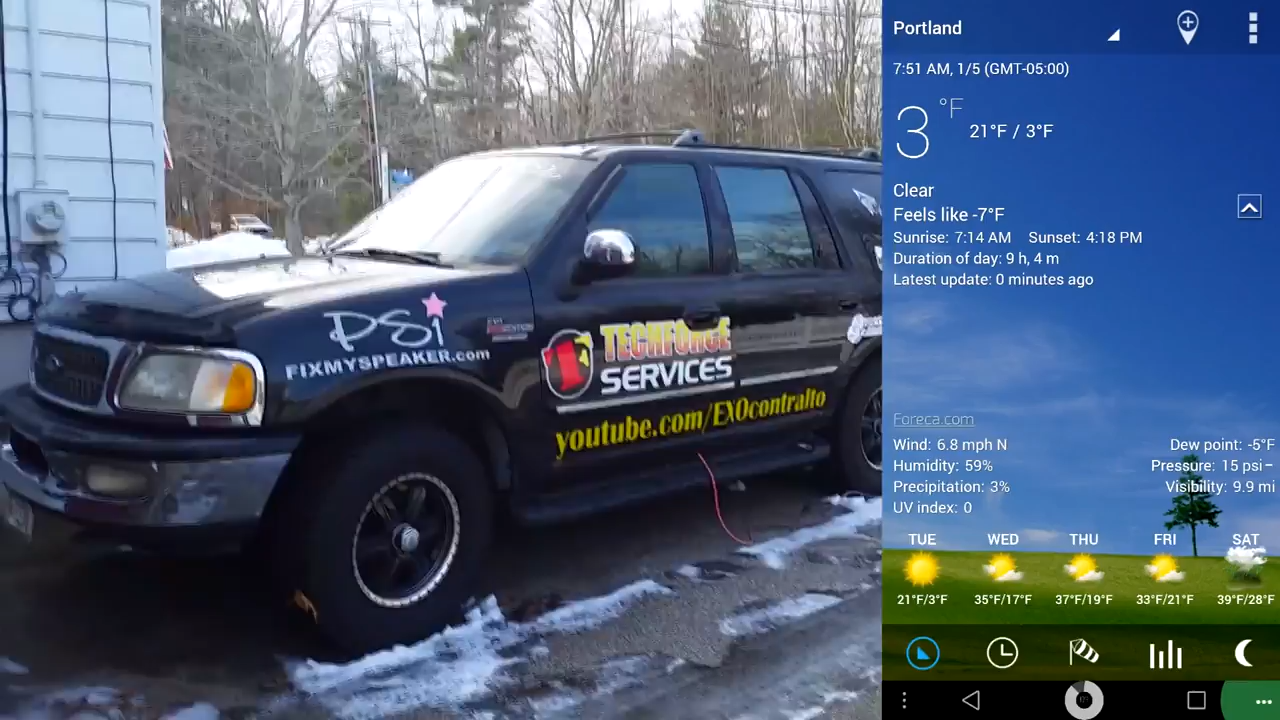 PSi
FIXMYSPEAKER.com
TECHFORCE
SERVICES
youtube.com/EXOcontralto
Portland
7:51 AM, 1/5 (GMT-05:00)
3 °F
21°F / 3°F
Clear
Feels like -7°F
Sunrise: 7:14 AM Sunset: 4:18 PM
Duration of day: 9 h, 4 m
Latest update: 0 minutes ago
Foreca.com
Wind: 6.8 mph N Dew point: -5°F
Humidity: 59% Pressure: 15 psi-
Precipitation: 3% Visibility: 9.9 mi
UV index: 0
TUE WED THU FRI SAT
21°F/3°F 35°F/17°F 37°F/19°F 33°F/21°F 39°F/28°F